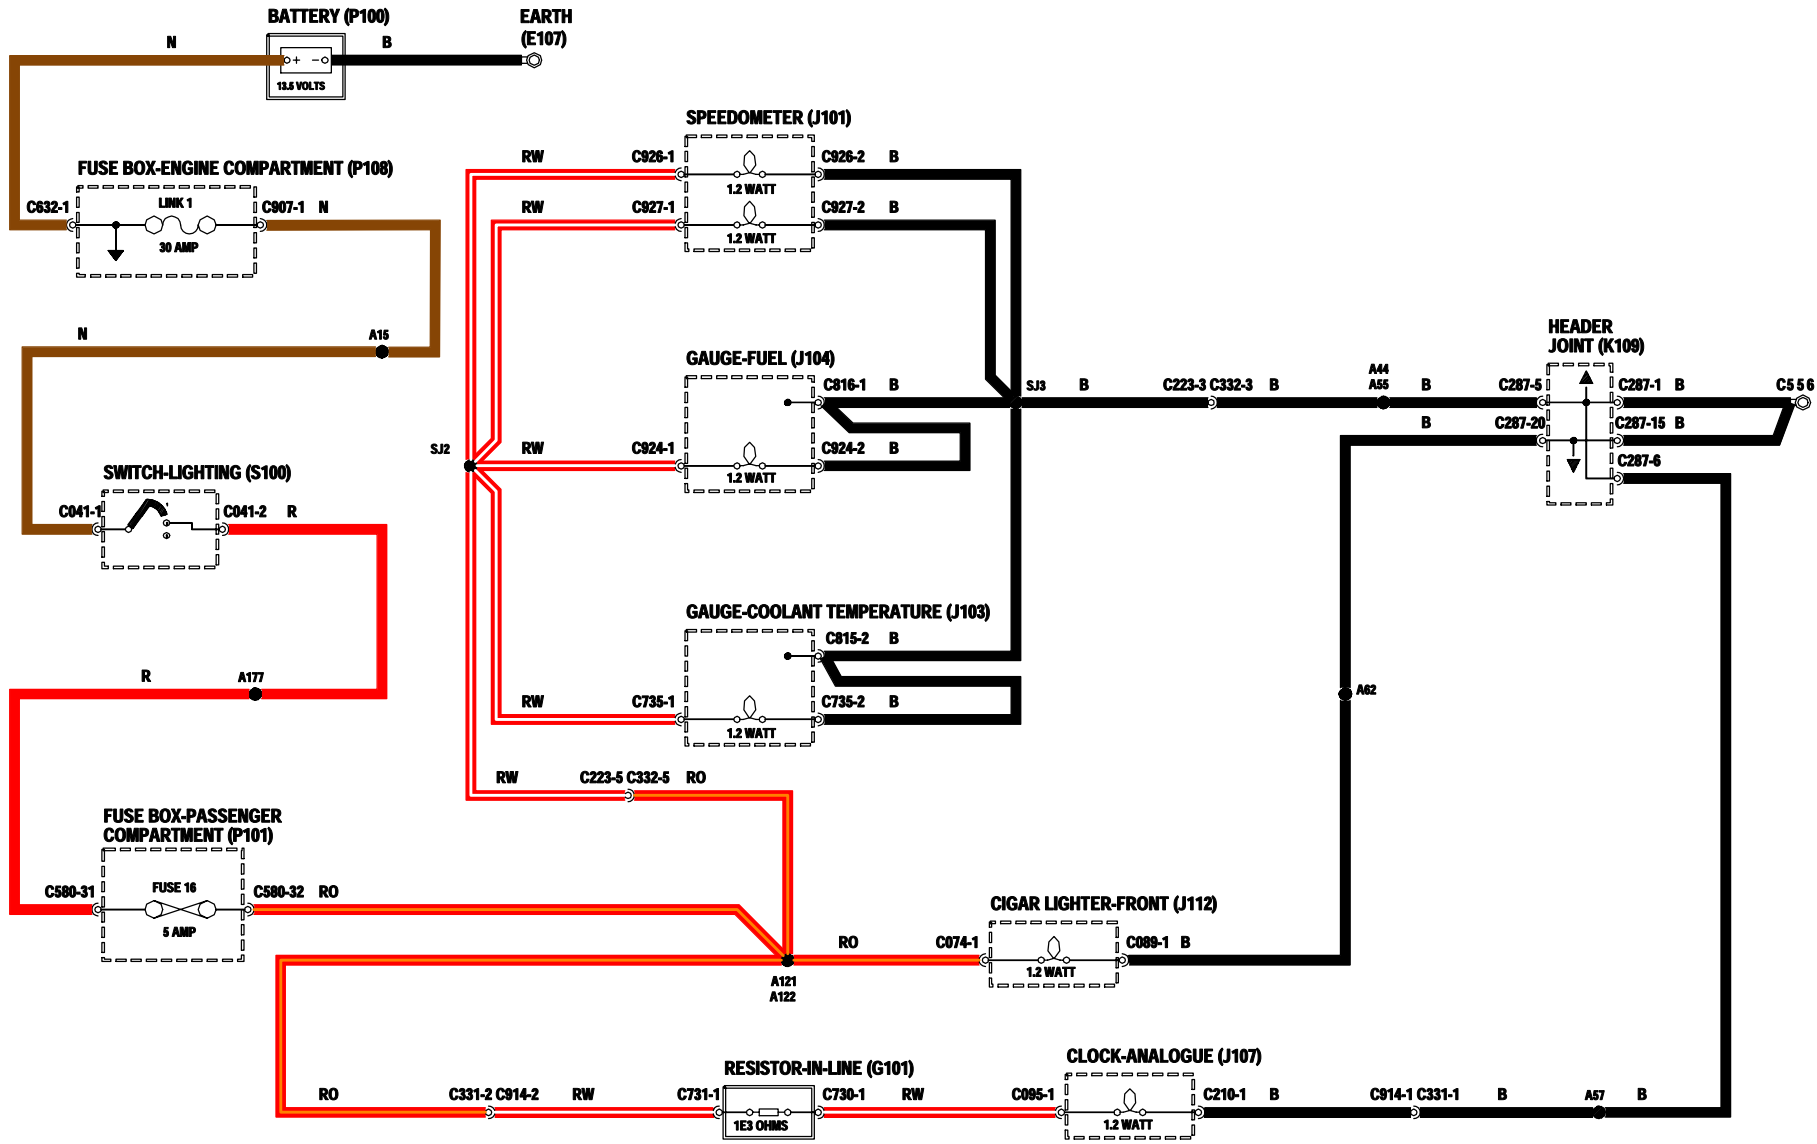 BATTERY (P100)
EARTH
(E107)
N
B
+ −
13.5 VOLTS
SPEEDOMETER (J101)
RW
C926-1
C926-2
B
1.2 WATT
FUSE BOX-ENGINE COMPARTMENT (P108)
C632-1
LINK 1
C907-1
N
30 AMP
RW
C927-1
C927-2
B
1.2 WATT
N
A15
HEADER
JOINT (K109)
GAUGE-FUEL (J104)
C816-1
B
SJ3
B
C223-3
C332-3
B
A44
A55
B
C287-5
C287-1
B
C556
B
C287-20
C287-15
B
SJ2
RW
C924-1
C924-2
B
1.2 WATT
C287-6
SWITCH-LIGHTING (S100)
C041-1
1
C041-2
R
GAUGE-COOLANT TEMPERATURE (J103)
C815-2
B
R
A177
A62
RW
C735-1
C735-2
B
1.2 WATT
RW
C223-5
C332-5
RO
FUSE BOX-PASSENGER
COMPARTMENT (P101)
C580-31
FUSE 16
C580-32
RO
5 AMP
CIGAR LIGHTER-FRONT (J112)
RO
C074-1
C089-1
B
1.2 WATT
A121
A122
RESISTOR-IN-LINE (G101)
CLOCK-ANALOGUE (J107)
RO
C331-2
C914-2
RW
C731-1
C730-1
RW
C095-1
C210-1
B
C914-1
C331-1
B
A57
B
1E3 OHMS
1.2 WATT